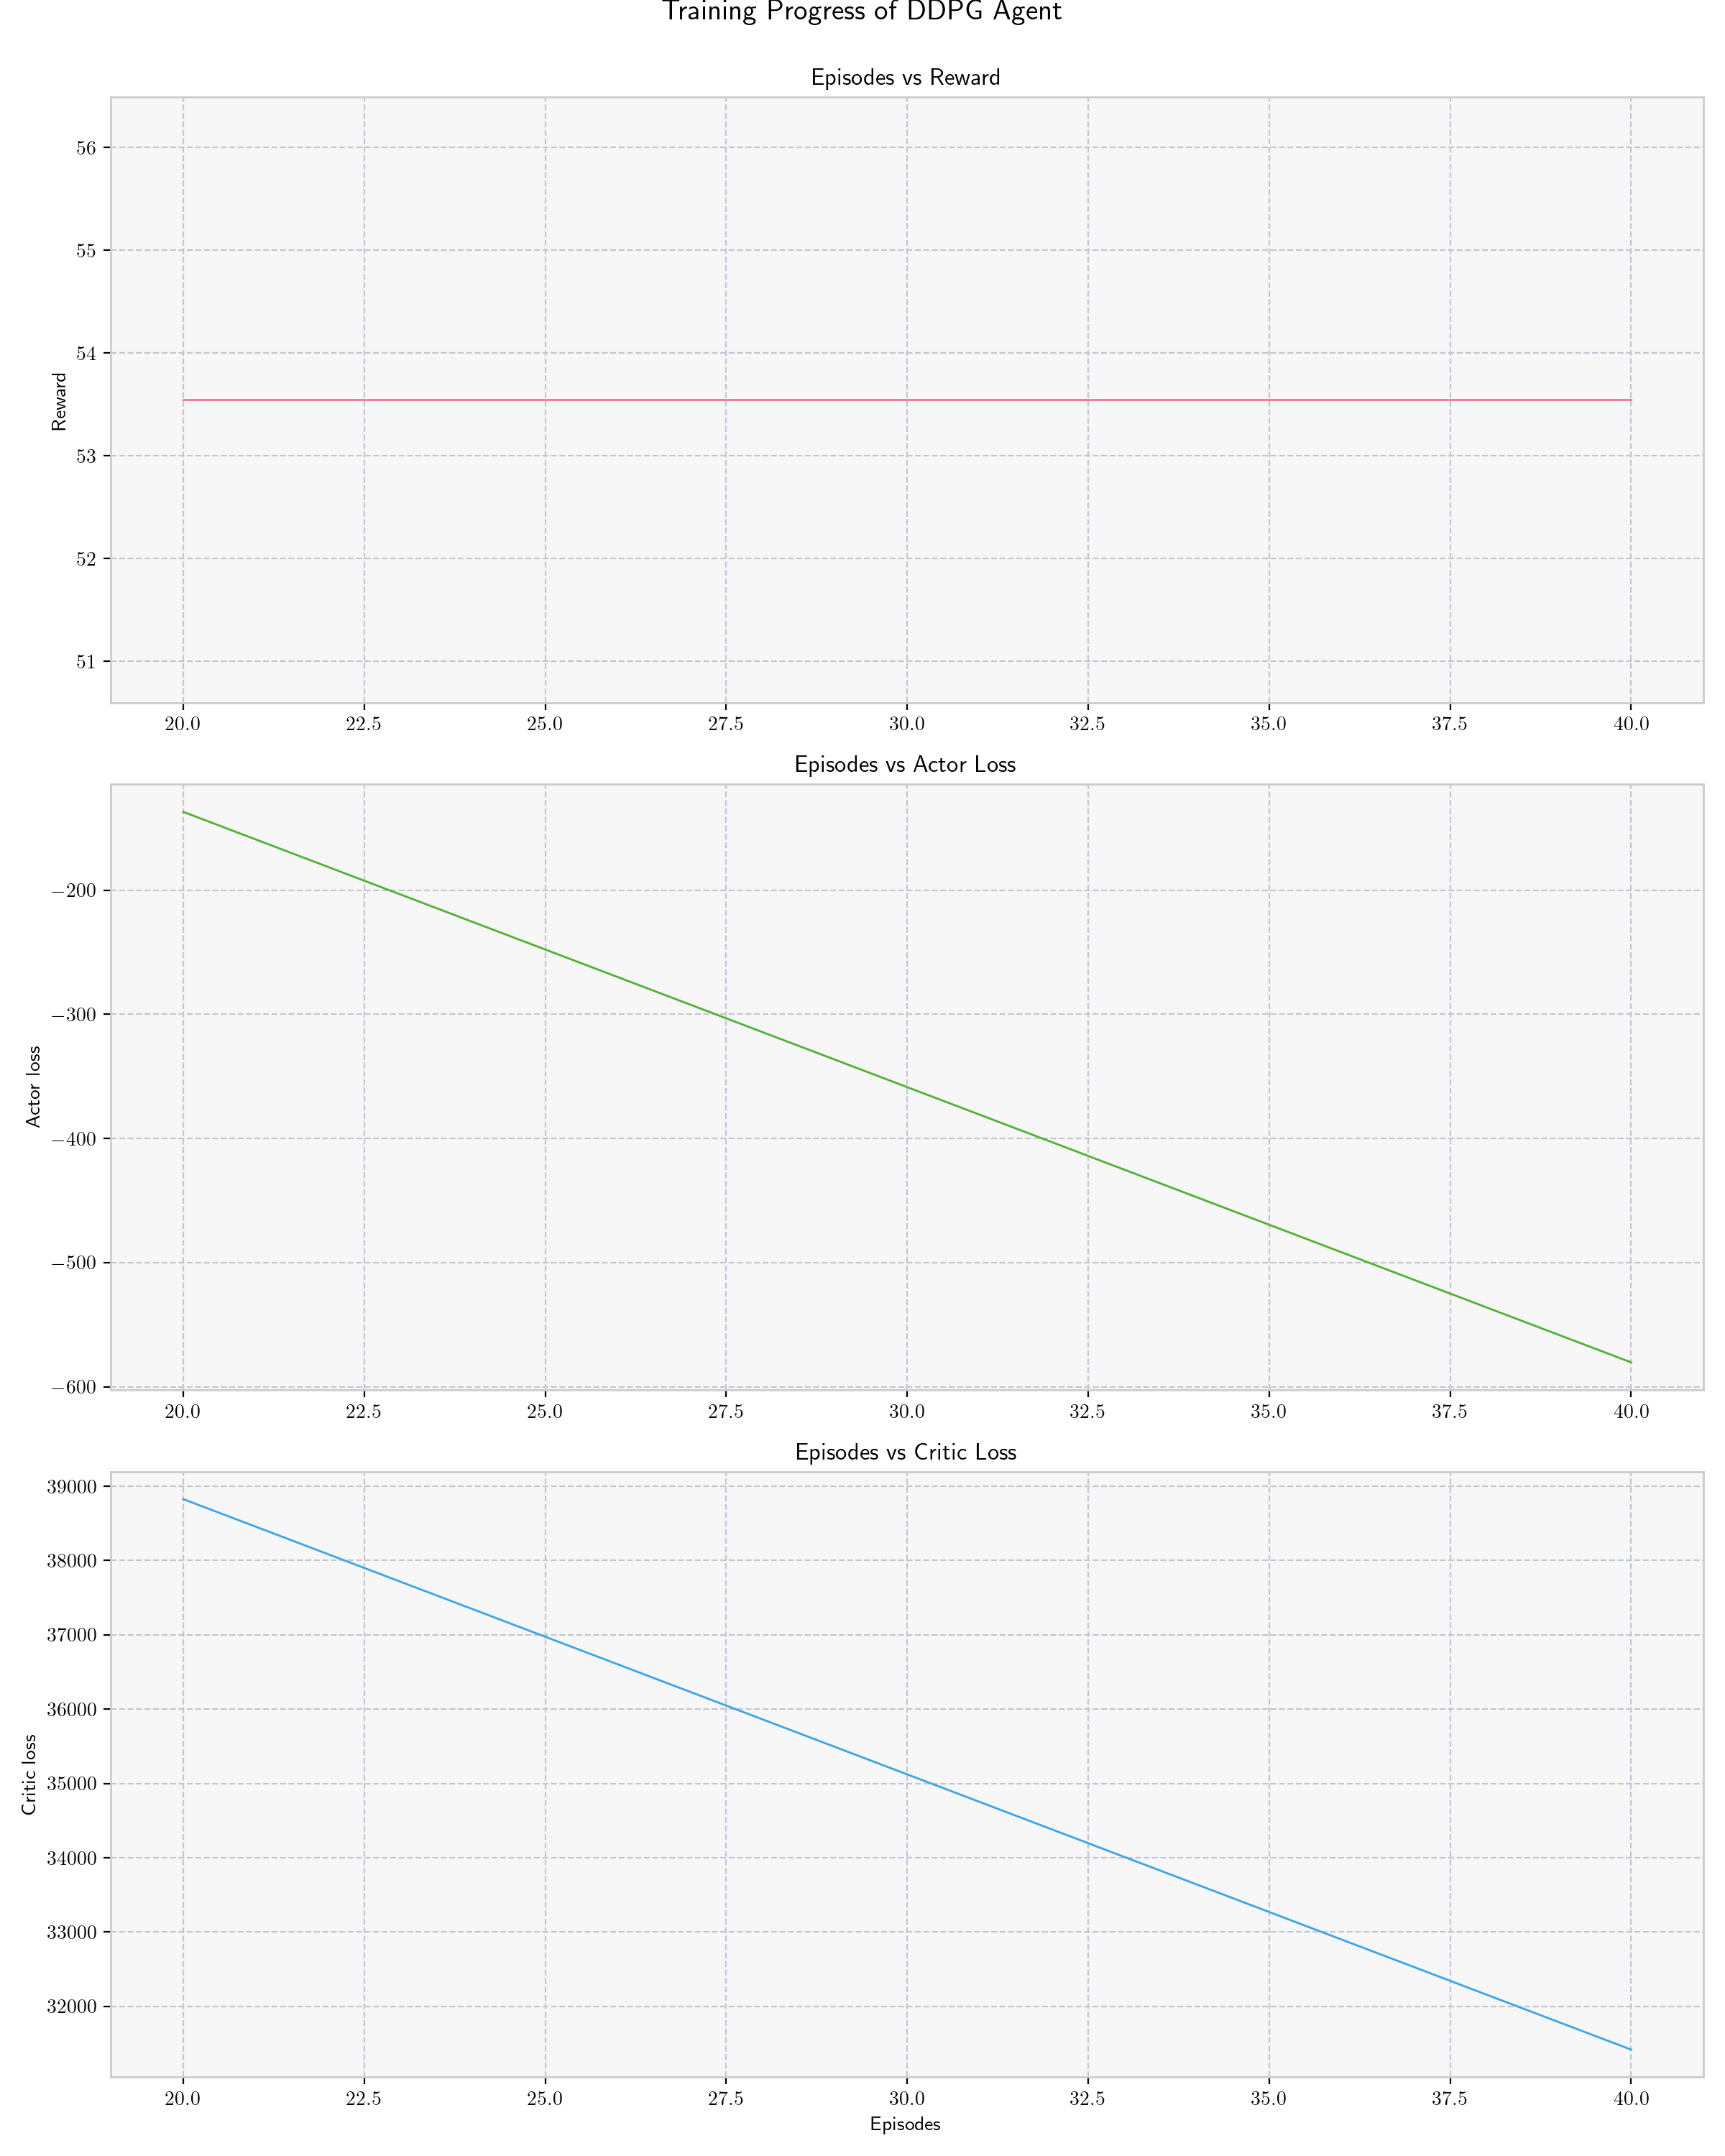 Training Progress of DDPG Agent
Episodes vs Reward
56
55
54
53
52
51
Reward
20.0 22.5 25.0 27.5 30.0 32.5 35.0 37.5 40.0
Episodes vs Actor Loss
−200
−300
−400
−500
−600
Actor loss
20.0 22.5 25.0 27.5 30.0 32.5 35.0 37.5 40.0
Episodes vs Critic Loss
39000
38000
37000
36000
35000
34000
33000
32000
Critic loss
20.0 22.5 25.0 27.5 30.0 32.5 35.0 37.5 40.0
Episodes